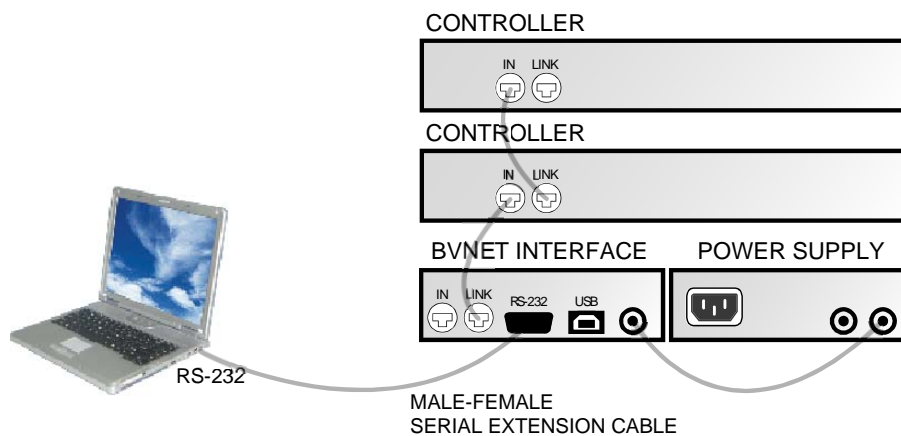 CONTROLLER
IN LINK
CONTROLLER
IN LINK
BVNET INTERFACE POWER SUPPLY
IN LINK RS-232 USB
RS-232
MALE-FEMALE
SERIAL EXTENSION CABLE